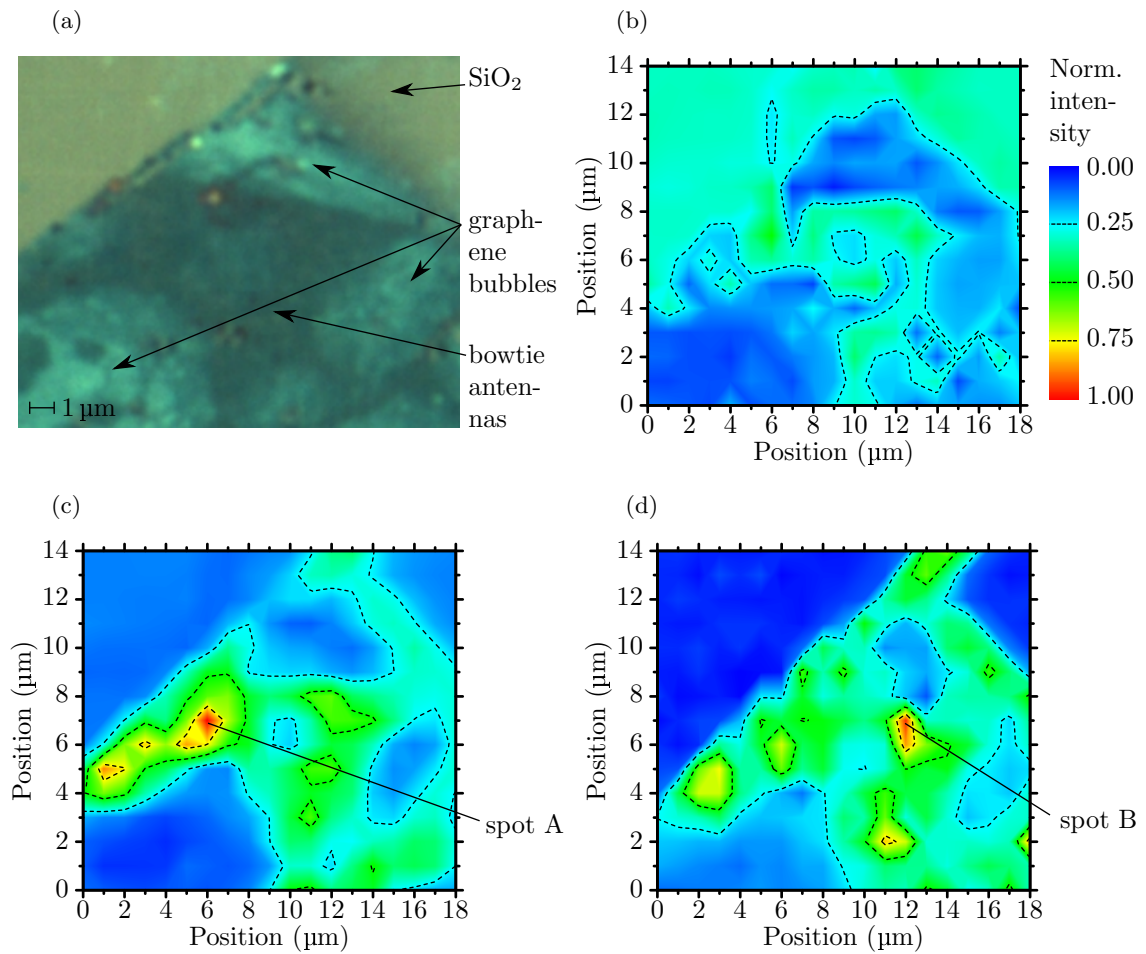 (a)
SiO2
graph-
ene
bubbles
bowtie
anten-
nas
1 µm
(b)
Position (µm)
14
12
10
8
6
4
2
0
0 2 4 6 8 10 12 14 16 18
Position (µm)
Norm.
inten-
sity
0.00
0.25
0.50
0.75
1.00
(c)
Position (µm)
14
12
10
8
6
4
2
0
0 2 4 6 8 10 12 14 16 18
Position (µm)
spot A
(d)
Position (µm)
14
12
10
8
6
4
2
0
0 2 4 6 8 10 12 14 16 18
Position (µm)
spot B